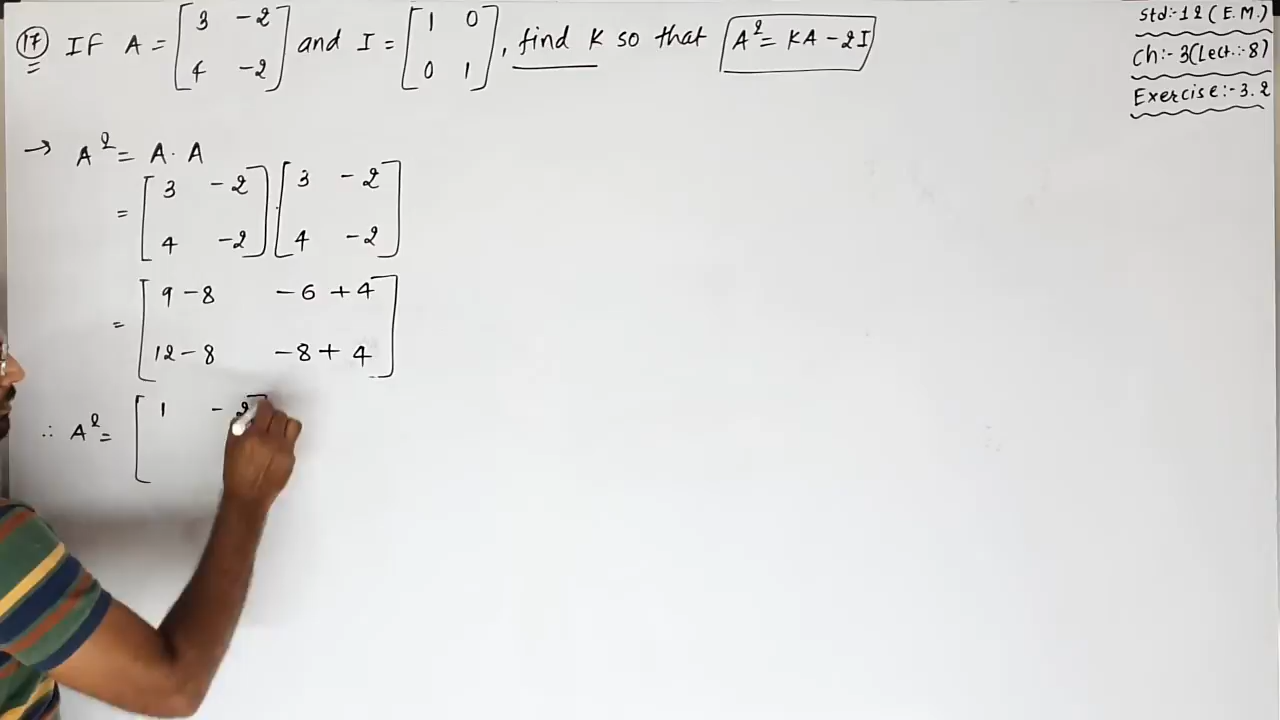 17 IF A = [3 -2 and I = [1 0 , find K so that A² = KA - 2I
4 -2] 0 1]
Std:-12 (E.M.)
Ch:- 3(Lect.:-8)
Exercise:- 3.2
→ A² = A · A
= [3 -2] [3 -2]
[4 -2] [4 -2]
= [9-8 -6+4]
[12-8 -8+4]
∴ A² = [1 -2]